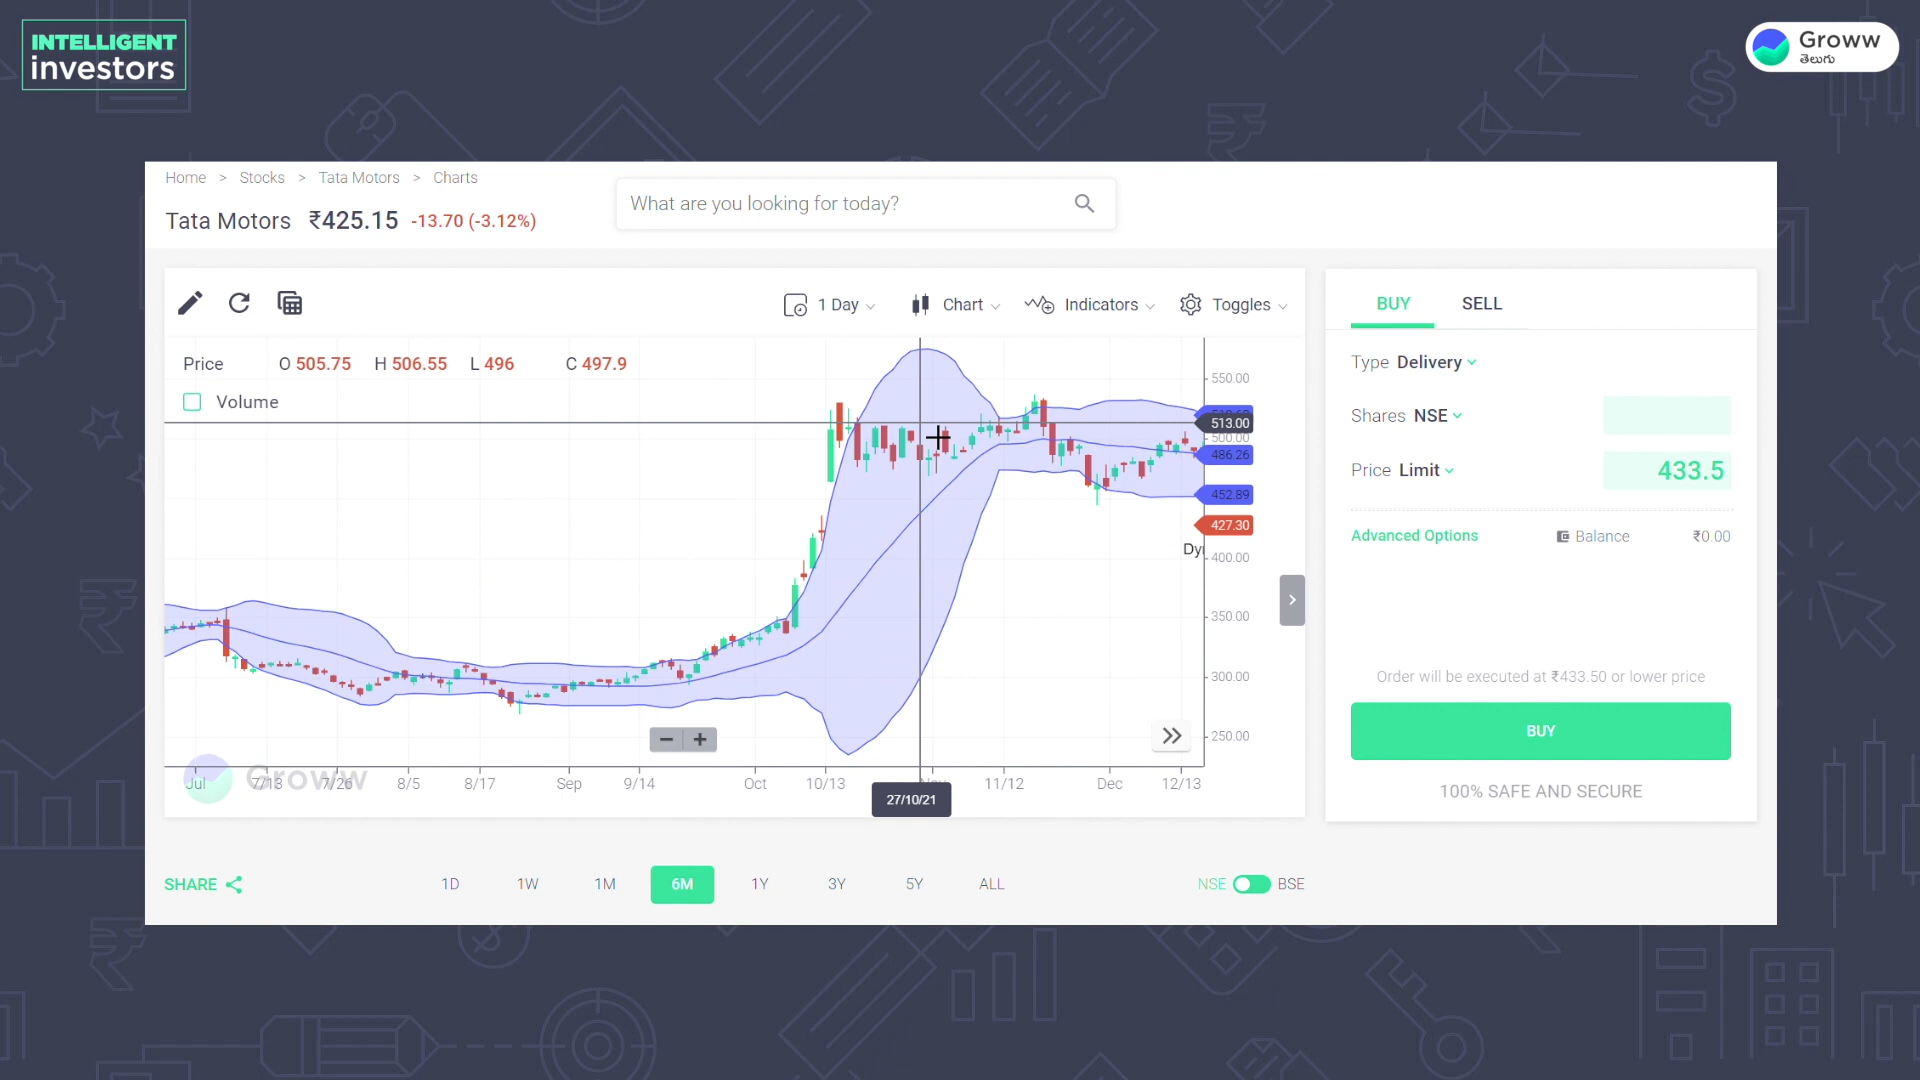 INTELLIGENT
investors
Groww
తెలుగు
Home > Stocks > Tata Motors > Charts
Tata Motors ₹425.15 -13.70 (-3.12%)
What are you looking for today?
1 Day
Chart
Indicators
Toggles
Price O 505.75 H 506.55 L 496 C 497.9
Volume
550.00
513.00
500.00
486.26
452.89
427.30
400.00
350.00
300.00
250.00
Groww
Jul 7/13 7/26 8/5 8/17 Sep 9/14 Oct 10/13 Nov 11/12 Dec 12/13
27/10/21
SHARE
1D 1W 1M 6M 1Y 3Y 5Y ALL
NSE BSE
BUY SELL
Type Delivery
Shares NSE
Price Limit 433.5
Advanced Options Balance ₹0.00
Order will be executed at ₹433.50 or lower price
BUY
100% SAFE AND SECURE